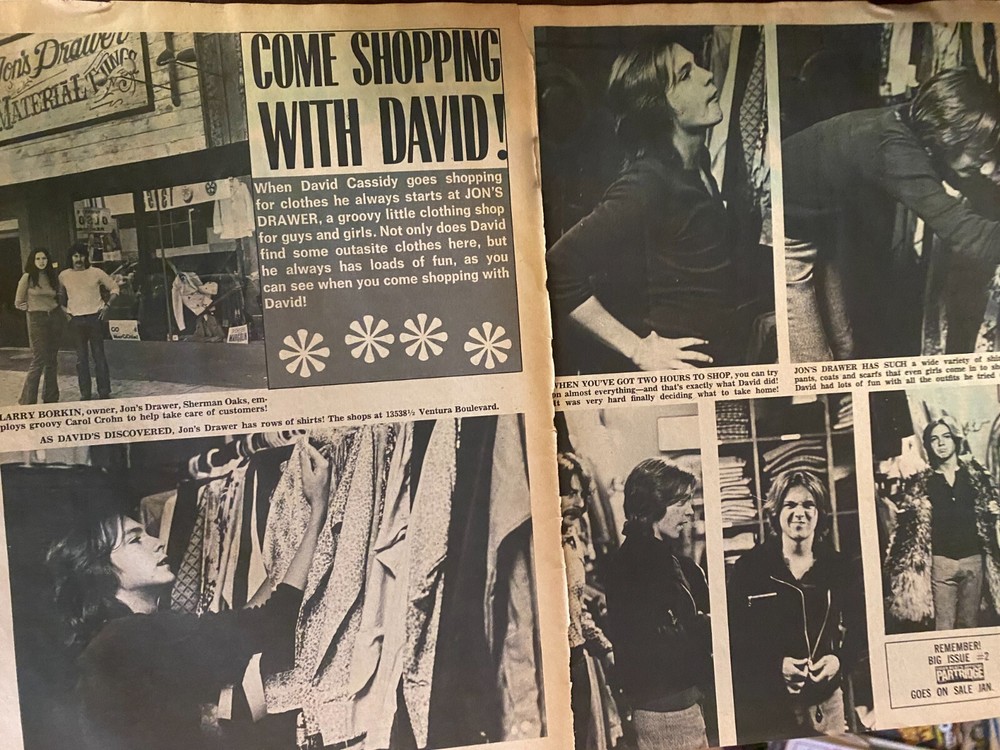 Jon's Drawer
MATERIAL THINGS
COME SHOPPING
WITH DAVID!
When David Cassidy goes shopping
for clothes he always starts at JON'S
DRAWER, a groovy little clothing shop
for guys and girls. Not only does David
find some outasite clothes here, but
he always has loads of fun, as you
can see when you come shopping with
David!
LARRY BORKIN, owner, Jon's Drawer, Sherman Oaks, em-
ploys groovy Carol Crohn to help take care of customers!
AS DAVID'S DISCOVERED, Jon's Drawer has rows of shirts! The shops at 13538½ Ventura Boulevard.
WHEN YOU'VE GOT TWO HOURS TO SHOP, you can try
on almost everything—and that's exactly what David did!
It was very hard finally deciding what to take home!
JON'S DRAWER HAS SUCH a wide variety of
pants, coats and scarfs that even girls come in to
David had lots of fun with all the outfits he tried
REMEMBER!
BIG ISSUE #2
PARTRIDGE
GOES ON SALE JAN.